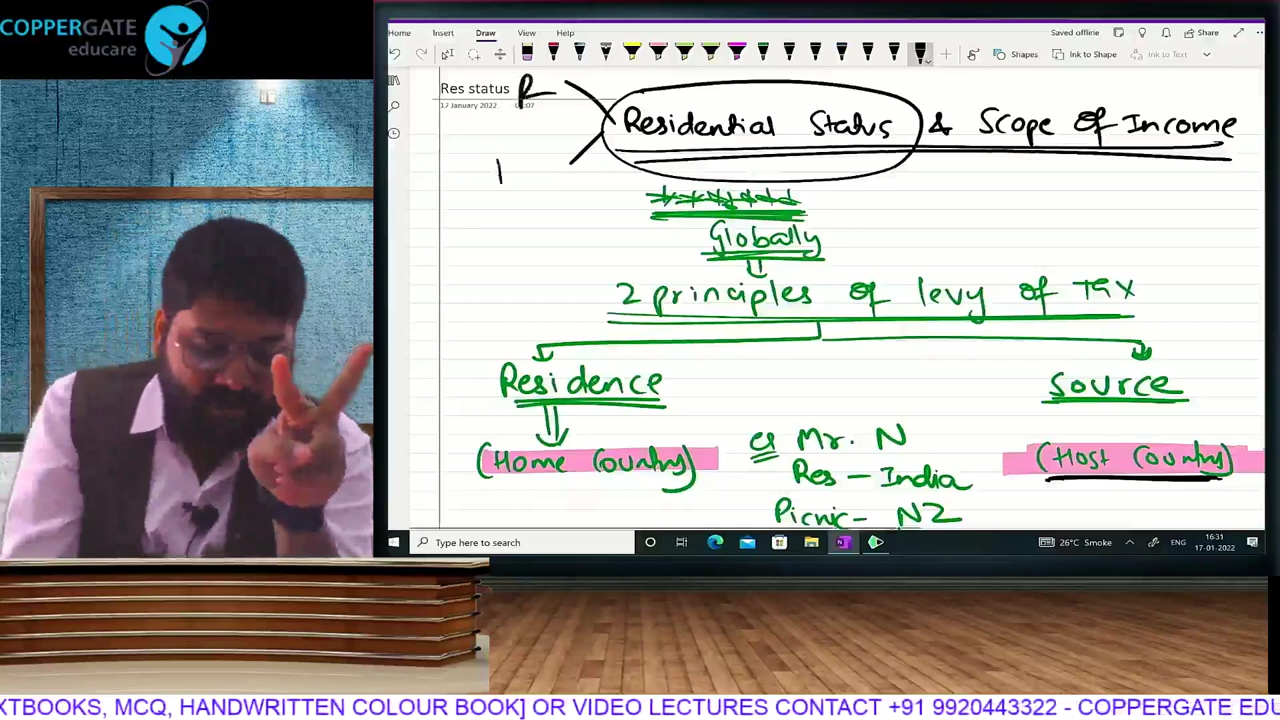 COPPERGATE
educare
Home Insert Draw View Help
Saved offline
Share
Shapes
Ink to Shape
Ink to Text
Res status
R
17 January 2022
Residential Status & Scope Of Income
Globally
2 principles of levy of Tax
Residence
Source
(Home Country)
eg Mr. N
(Host Country)
Res - India
Picnic - NZ
Type here to search
26°C Smoke
ENG
16:31
17-01-2022
XTBOOKS, MCQ, HANDWRITTEN COLOUR BOOK] OR VIDEO LECTURES CONTACT +91 9920443322 - COPPERGATE EDU